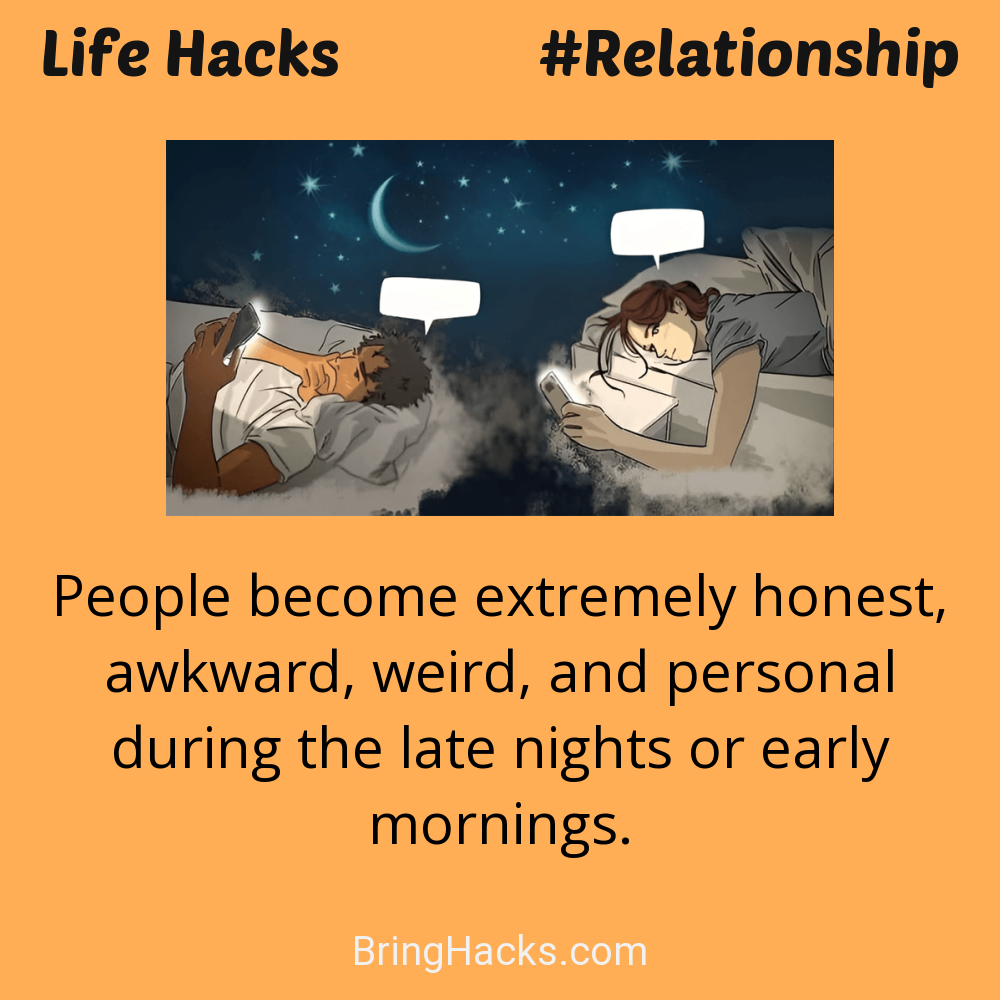 Life Hacks #Relationship
People become extremely honest,
awkward, weird, and personal
during the late nights or early
mornings.
BringHacks.com